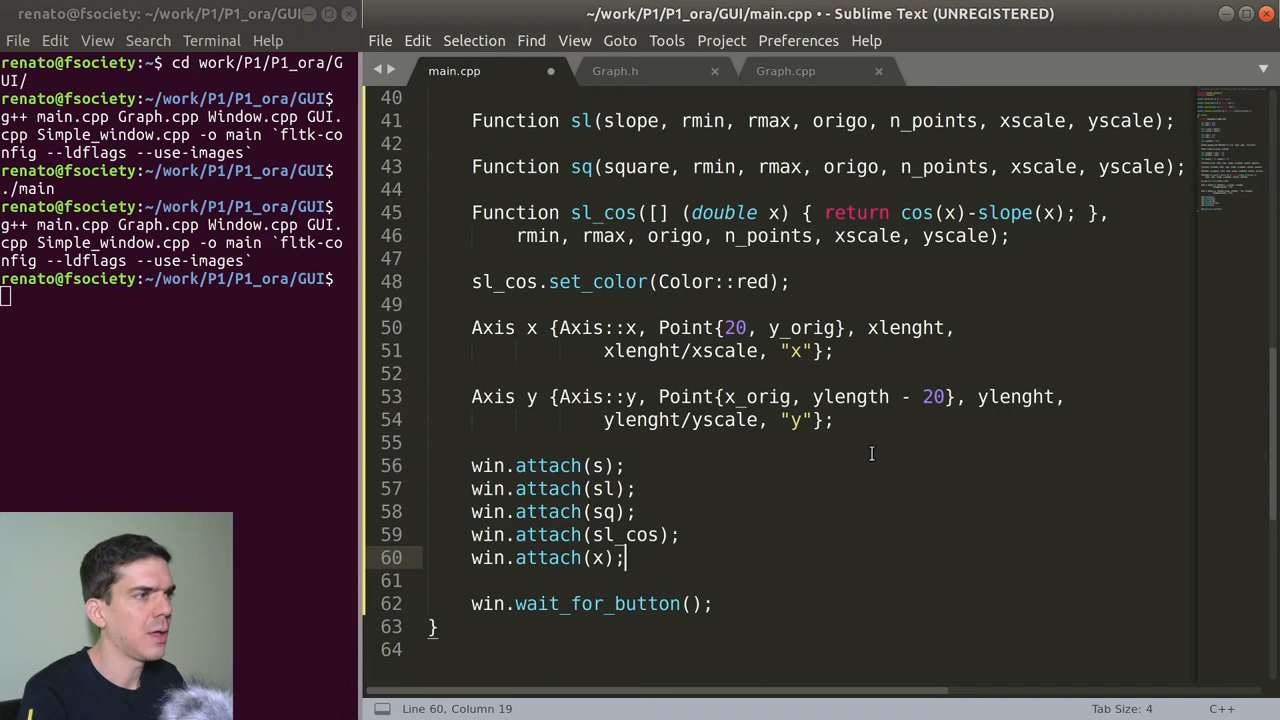 renato@fsociety: ~/work/P1/P1_ora/GUI
File Edit View Search Terminal Help
renato@fsociety:~$ cd work/P1/P1_ora/G
UI/
renato@fsociety:~/work/P1/P1_ora/GUI$
g++ main.cpp Graph.cpp Window.cpp GUI.
cpp Simple_window.cpp -o main `fltk-co
nfig --ldflags --use-images`
renato@fsociety:~/work/P1/P1_ora/GUI$
./main
renato@fsociety:~/work/P1/P1_ora/GUI$
g++ main.cpp Graph.cpp Window.cpp GUI.
cpp Simple_window.cpp -o main `fltk-co
nfig --ldflags --use-images`
renato@fsociety:~/work/P1/P1_ora/GUI$
~/work/P1/P1_ora/GUI/main.cpp • - Sublime Text (UNREGISTERED)
File Edit Selection Find View Goto Tools Project Preferences Help
main.cpp Graph.h Graph.cpp
40
41 Function sl(slope, rmin, rmax, origo, n_points, xscale, yscale);
42
43 Function sq(square, rmin, rmax, origo, n_points, xscale, yscale);
44
45 Function sl_cos([] (double x) { return cos(x)-slope(x); },
46 rmin, rmax, origo, n_points, xscale, yscale);
47
48 sl_cos.set_color(Color::red);
49
50 Axis x {Axis::x, Point{20, y_orig}, xlenght,
51 xlenght/xscale, "x"};
52
53 Axis y {Axis::y, Point{x_orig, ylength - 20}, ylenght,
54 ylenght/yscale, "y"};
55
56 win.attach(s);
57 win.attach(sl);
58 win.attach(sq);
59 win.attach(sl_cos);
60 win.attach(x);
61
62 win.wait_for_button();
63 }
64
Line 60, Column 19 Tab Size: 4 C++